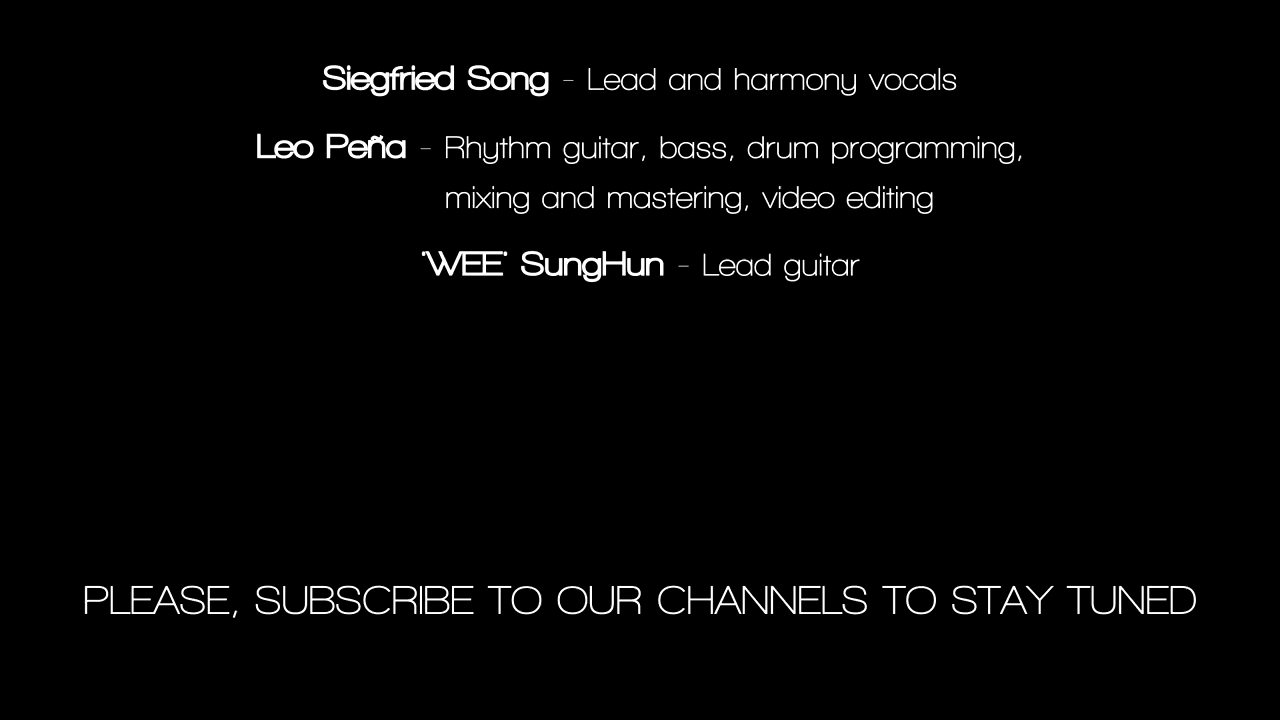 Siegfried Song - Lead and harmony vocals
Leo Peña - Rhythm guitar, bass, drum programming,
mixing and mastering, video editing
'WEE' SungHun - Lead guitar
PLEASE, SUBSCRIBE TO OUR CHANNELS TO STAY TUNED